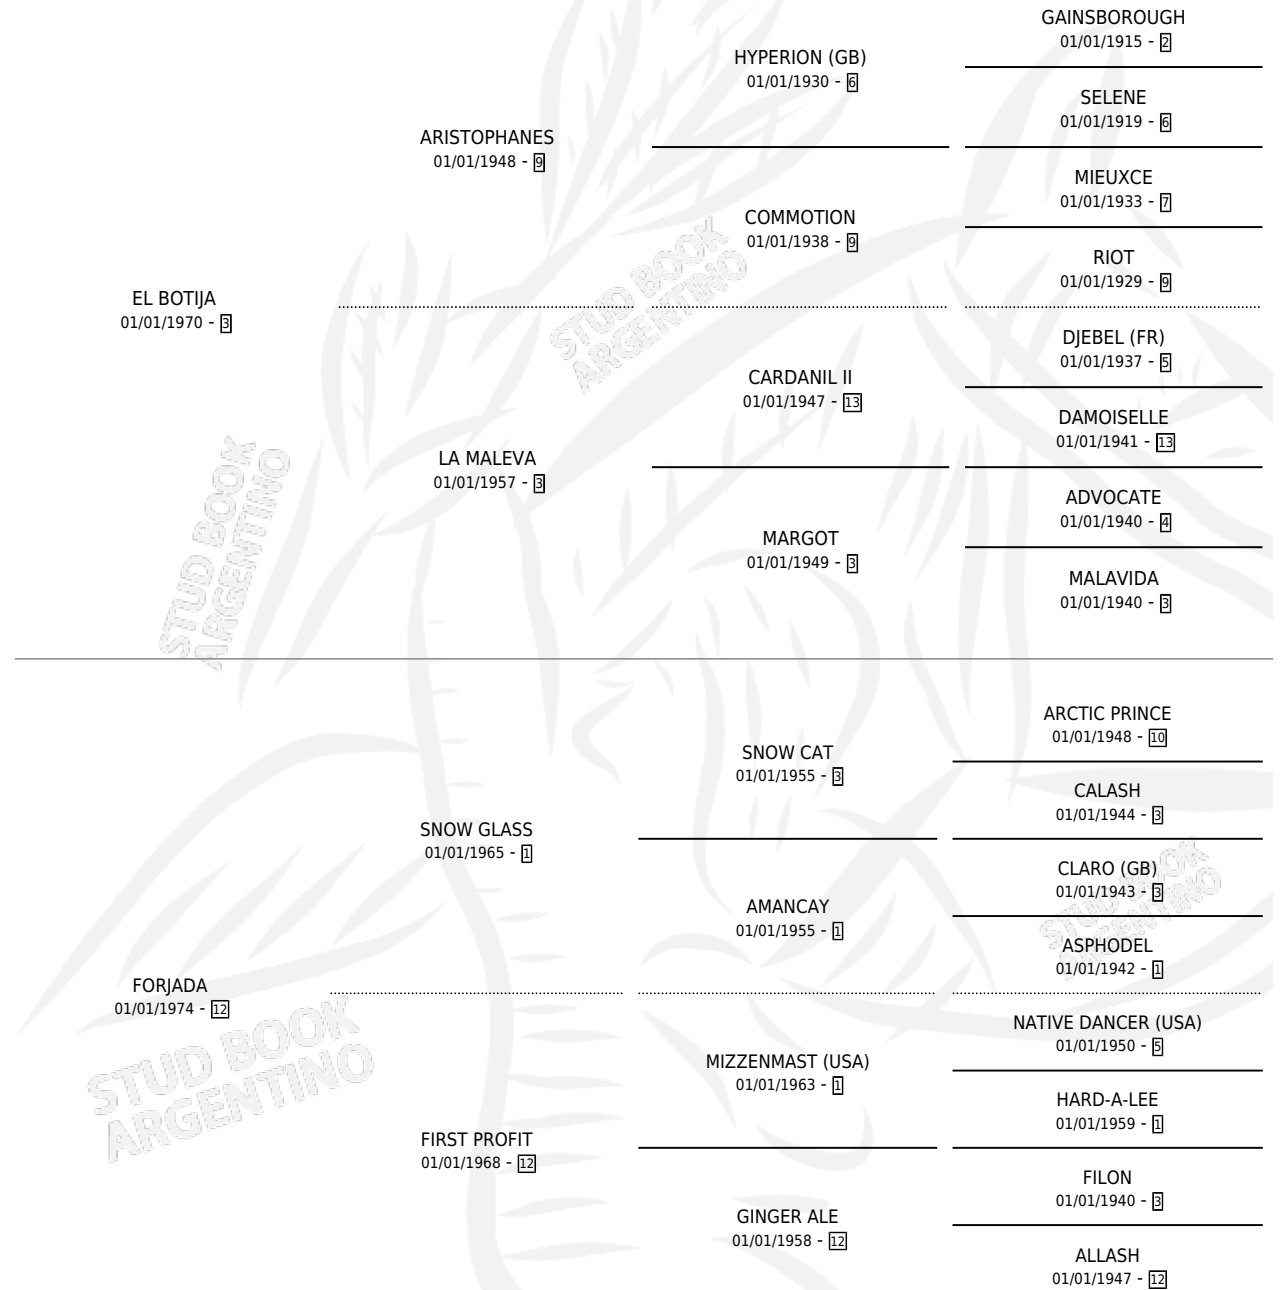 GAINSBOROUGH
01/01/1915 - 2
HYPERION (GB)
01/01/1930 - 6
SELENE
01/01/1919 - 6
ARISTOPHANES
01/01/1948 - 9
MIEUXCE
01/01/1933 - 7
COMMOTION
01/01/1938 - 9
RIOT
01/01/1929 - 9
EL BOTIJA
01/01/1970 - 3
DJEBEL (FR)
01/01/1937 - 5
CARDANIL II
01/01/1947 - 13
DAMOISELLE
01/01/1941 - 13
LA MALEVA
01/01/1957 - 3
ADVOCATE
01/01/1940 - 4
MARGOT
01/01/1949 - 3
MALAVIDA
01/01/1940 - 3
ARCTIC PRINCE
01/01/1948 - 10
SNOW CAT
01/01/1955 - 3
CALASH
01/01/1944 - 3
SNOW GLASS
01/01/1965 - 1
CLARO (GB)
01/01/1943 - 3
AMANCAY
01/01/1955 - 1
ASPHODEL
01/01/1942 - 1
FORJADA
01/01/1974 - 12
NATIVE DANCER (USA)
01/01/1950 - 5
MIZZENMAST (USA)
01/01/1963 - 1
HARD-A-LEE
01/01/1959 - 1
FIRST PROFIT
01/01/1968 - 12
FILON
01/01/1940 - 3
GINGER ALE
01/01/1958 - 12
ALLASH
01/01/1947 - 12
STUD BOOK
ARGENTINO
STUD BOOK
ARGENTINO
STUD BOOK
ARGENTINO
STUD BOOK
ARGENTINO